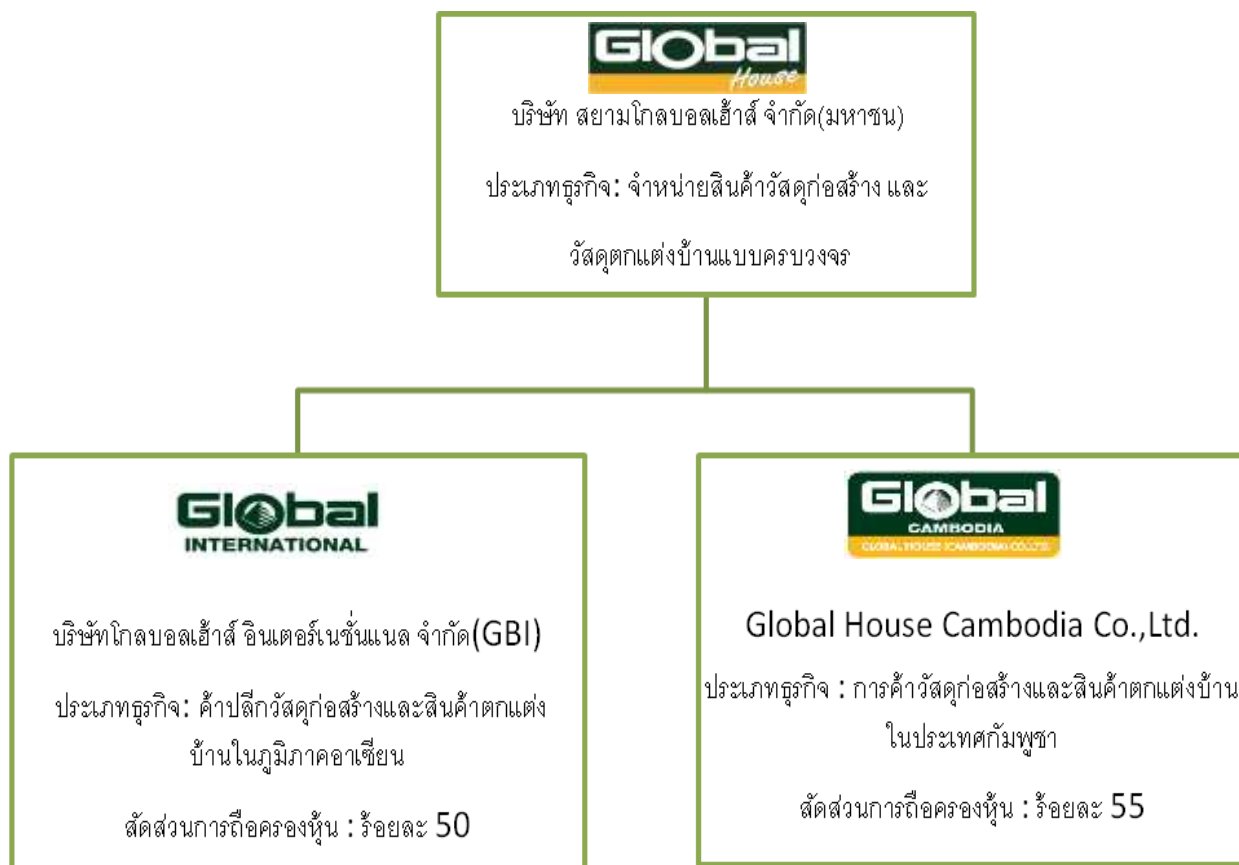 Global
House
บริษัท สยามโกลบอลเฮ้าส์ จำกัด(มหาชน)
ประเภทธุรกิจ: จำหน่ายสินค้าวัสดุก่อสร้าง และ
วัสดุตกแต่งบ้านแบบครบวงจร
Global
INTERNATIONAL
บริษัทโกลบอลเฮ้าส์ อินเตอร์เนชั่นแนล จำกัด(GBI)
ประเภทธุรกิจ: ค้าปลีกวัสดุก่อสร้างและสินค้าตกแต่ง
บ้านในภูมิภาคอาเซียน
สัดส่วนการถือครองหุ้น : ร้อยละ 50
Global
CAMBODIA
GLOBAL HOUSE (CAMBODIA) CO.,LTD.
Global House Cambodia Co.,Ltd.
ประเภทธุรกิจ : การค้าวัสดุก่อสร้างและสินค้าตกแต่งบ้าน
ในประเทศกัมพูชา
สัดส่วนการถือครองหุ้น : ร้อยละ 55